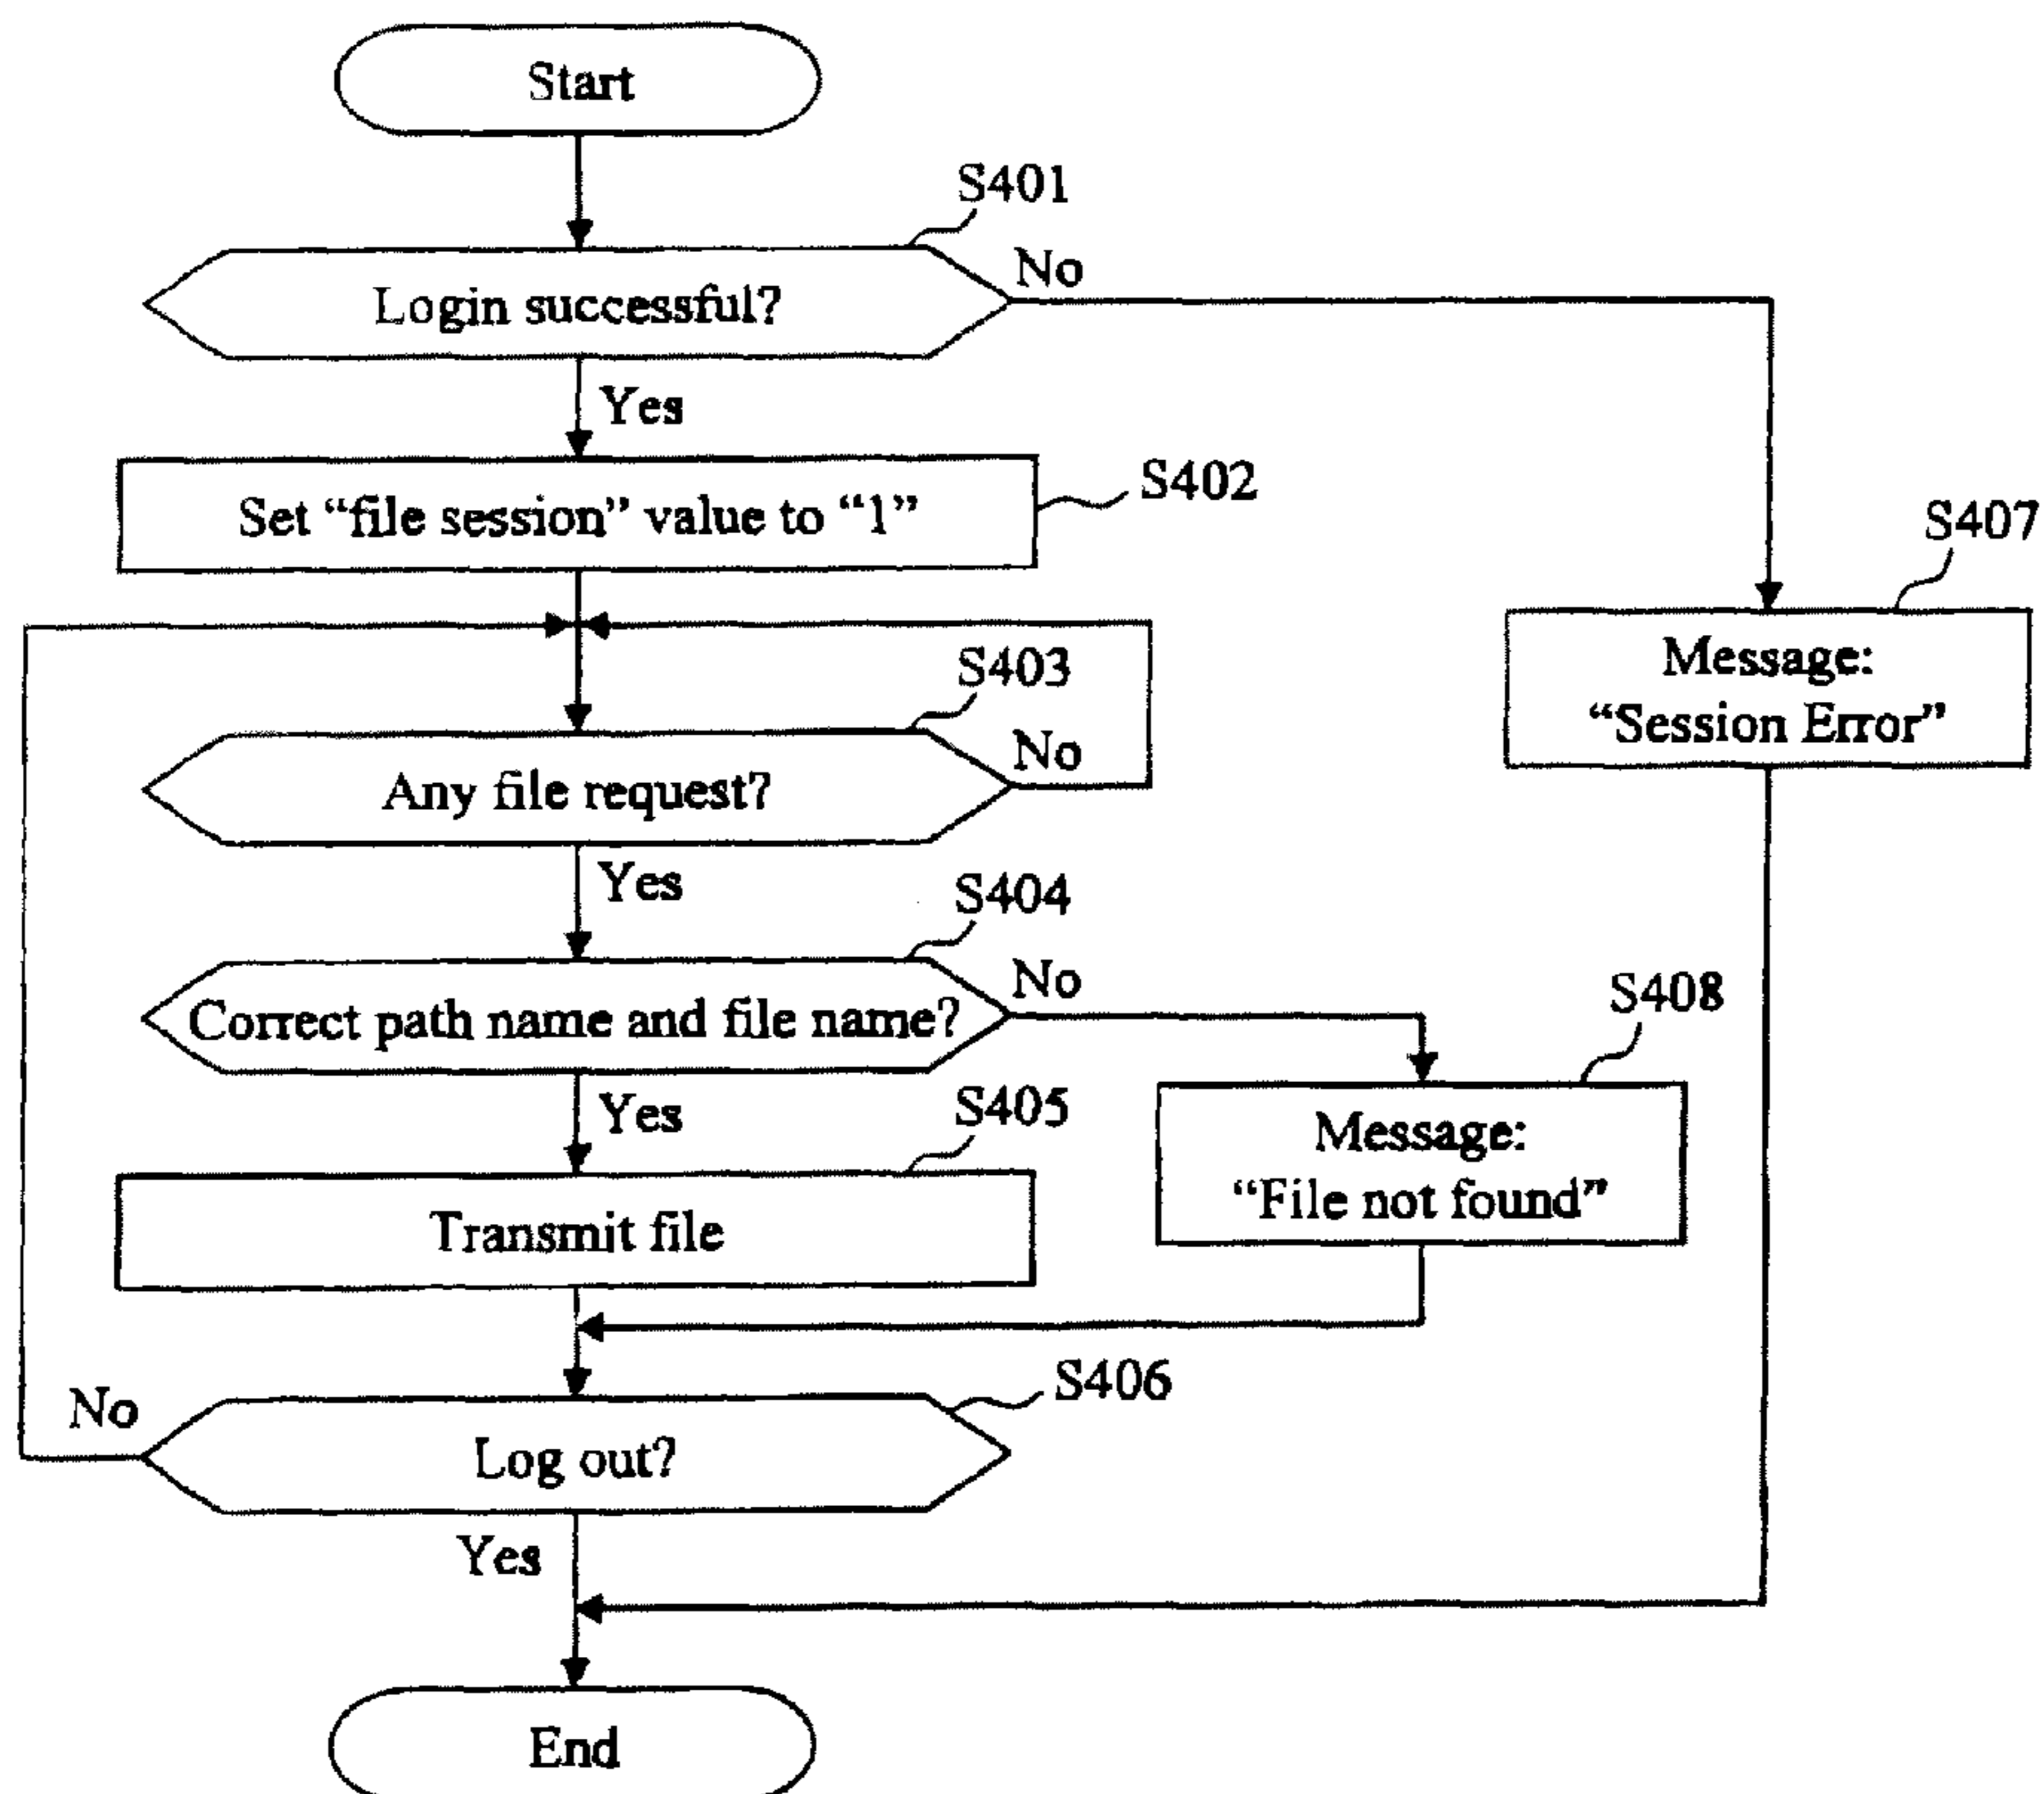 Start
S401
Login successful?
No
Yes
Set “file session” value to “1”
S402
S407
Message:
“Session Error”
S403
Any file request?
No
Yes
S404
Correct path name and file name?
No
S408
Message:
“File not found”
Yes
S405
Transmit file
S406
No
Log out?
Yes
End